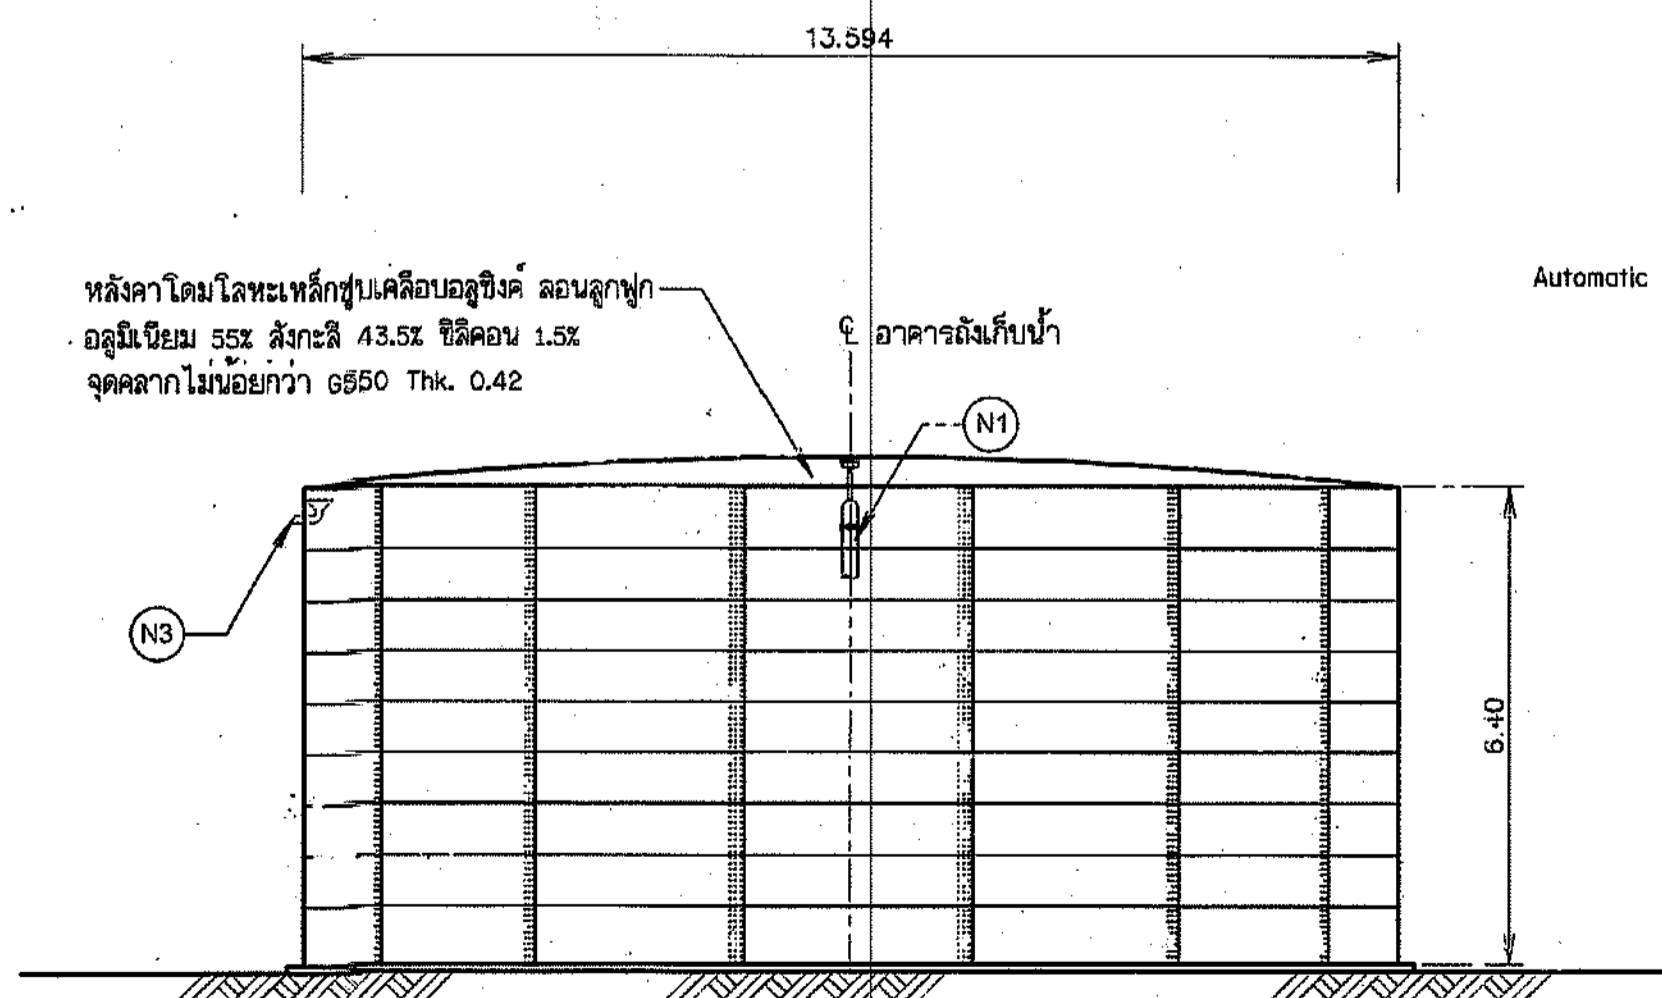 13.594
หลังคาโดมโลหะเหล็กชุบเคลือบอลูซิงค์ ลอนลูกฟูก
อลูมิเนียม 55% สังกะสี 43.5% ซิลิคอน 1.5%
จุดคลากไม่น้อยกว่า G550 Thk. 0.42
Automatic
℄ อาคารถังเก็บน้ำ
N1
N3
6.40